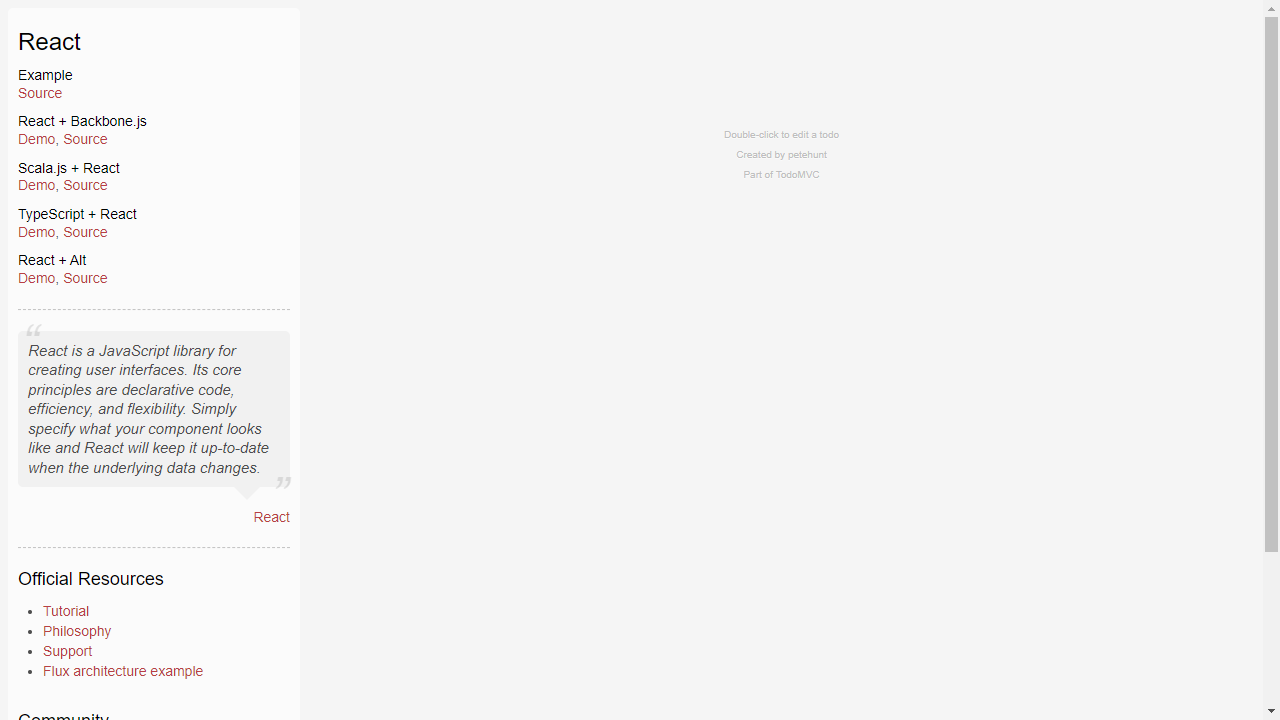 React
Example
Source
React + Backbone.js
Demo, Source
Scala.js + React
Demo, Source
TypeScript + React
Demo, Source
React + Alt
Demo, Source
“
React is a JavaScript library for
creating user interfaces. Its core
principles are declarative code,
efficiency, and flexibility. Simply
specify what your component looks
like and React will keep it up-to-date
when the underlying data changes.
”
React
Official Resources
Tutorial
Philosophy
Support
Flux architecture example
Community
Double-click to edit a todo
Created by petehunt
Part of TodoMVC